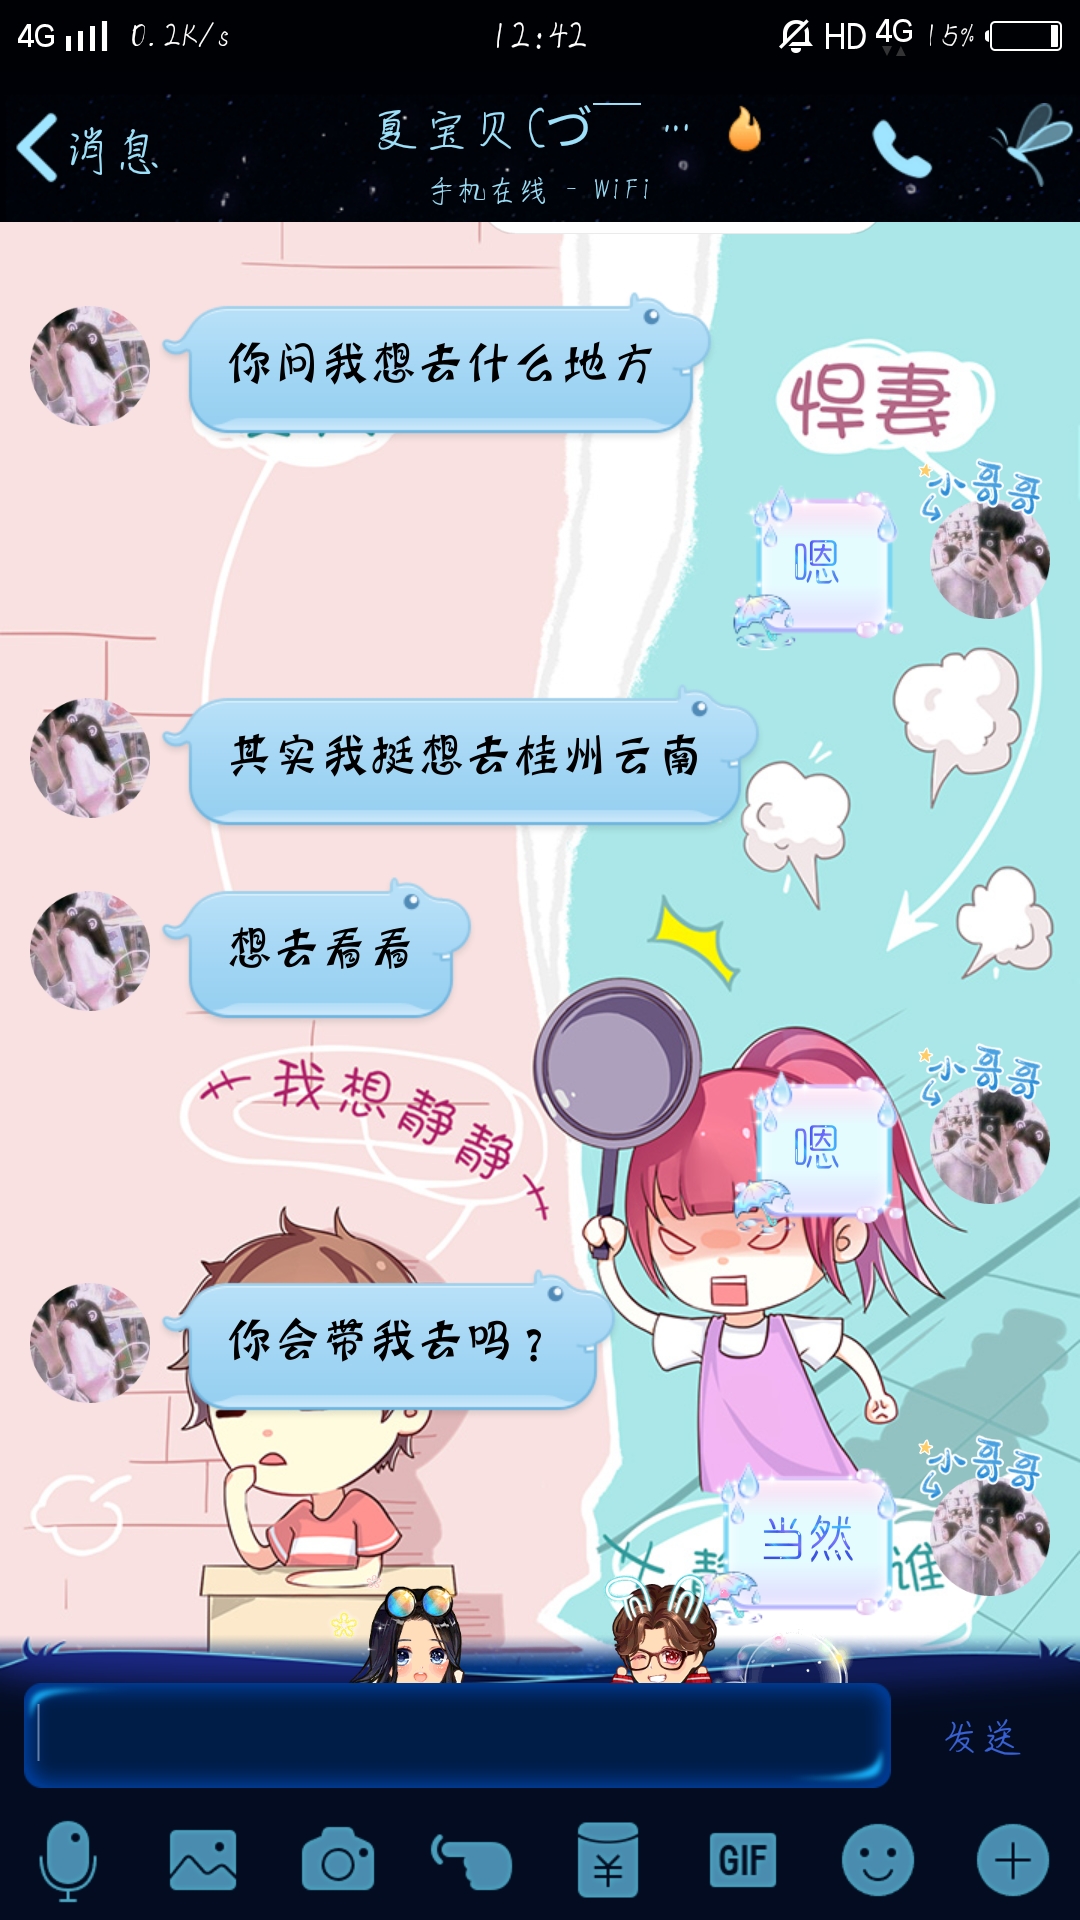 4G 0.2K/s 12:42 HD 4G 15%
消息 夏宝贝(づ￣ ...
手机在线 - WiFi
你问我想去什么地方
悍妻
小哥哥
嗯
其实我挺想去桂州云南
想去看看
我想静静
小哥哥
嗯
你会带我去吗？
小哥哥
当然
静
谁
发送
¥
GIF